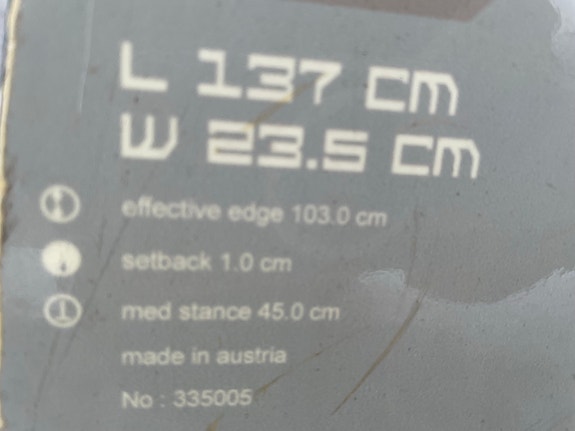 L 137 cm
W 23.5 cm
effective edge 103.0 cm
setback 1.0 cm
med stance 45.0 cm
made in austria
No : 335005